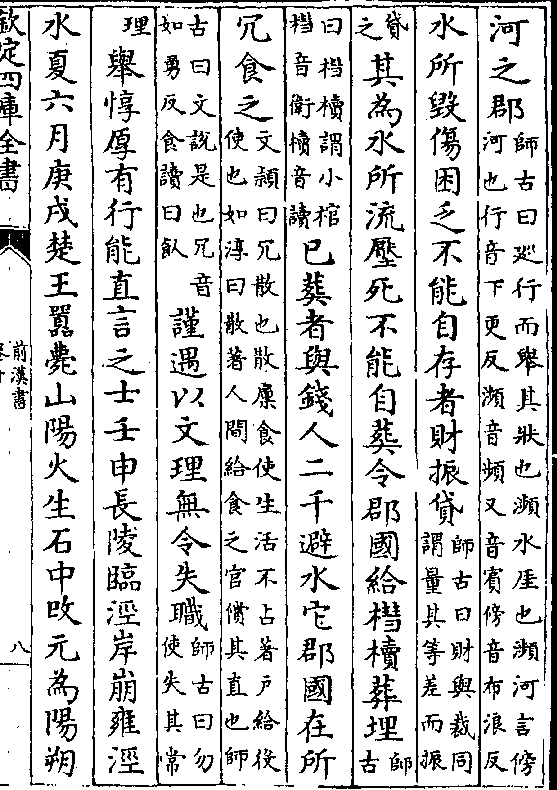 河之郡師古曰廵行而舉其狀也瀕水厓也瀕河言傍河也行音下更反瀕音頻又音賓傍音布浪反
水所毁傷困乏不能自存者財振貸師古曰財與裁同謂量其等差而振
貸之其為水所流壓死不能自葬令郡國給槥櫝葬埋師古
曰槥櫝謂小棺槥音衛櫝音讀已葬者與錢人二千避水它郡國在所
冗食之文頴曰冗散也散廩食使生活不占著户給役使也如淳曰散著人間給食之官償其直也師
古曰文說是也冗音如勇反食讀曰飤謹遇以文理無令失職師古曰勿使失其常
理舉惇厚有行能直言之士壬申長陵臨涇岸崩雍涇
水夏六月庚戌楚王囂薨山陽火生石中改元為陽朔
欽定四庫全書
前漢書
卷十
八